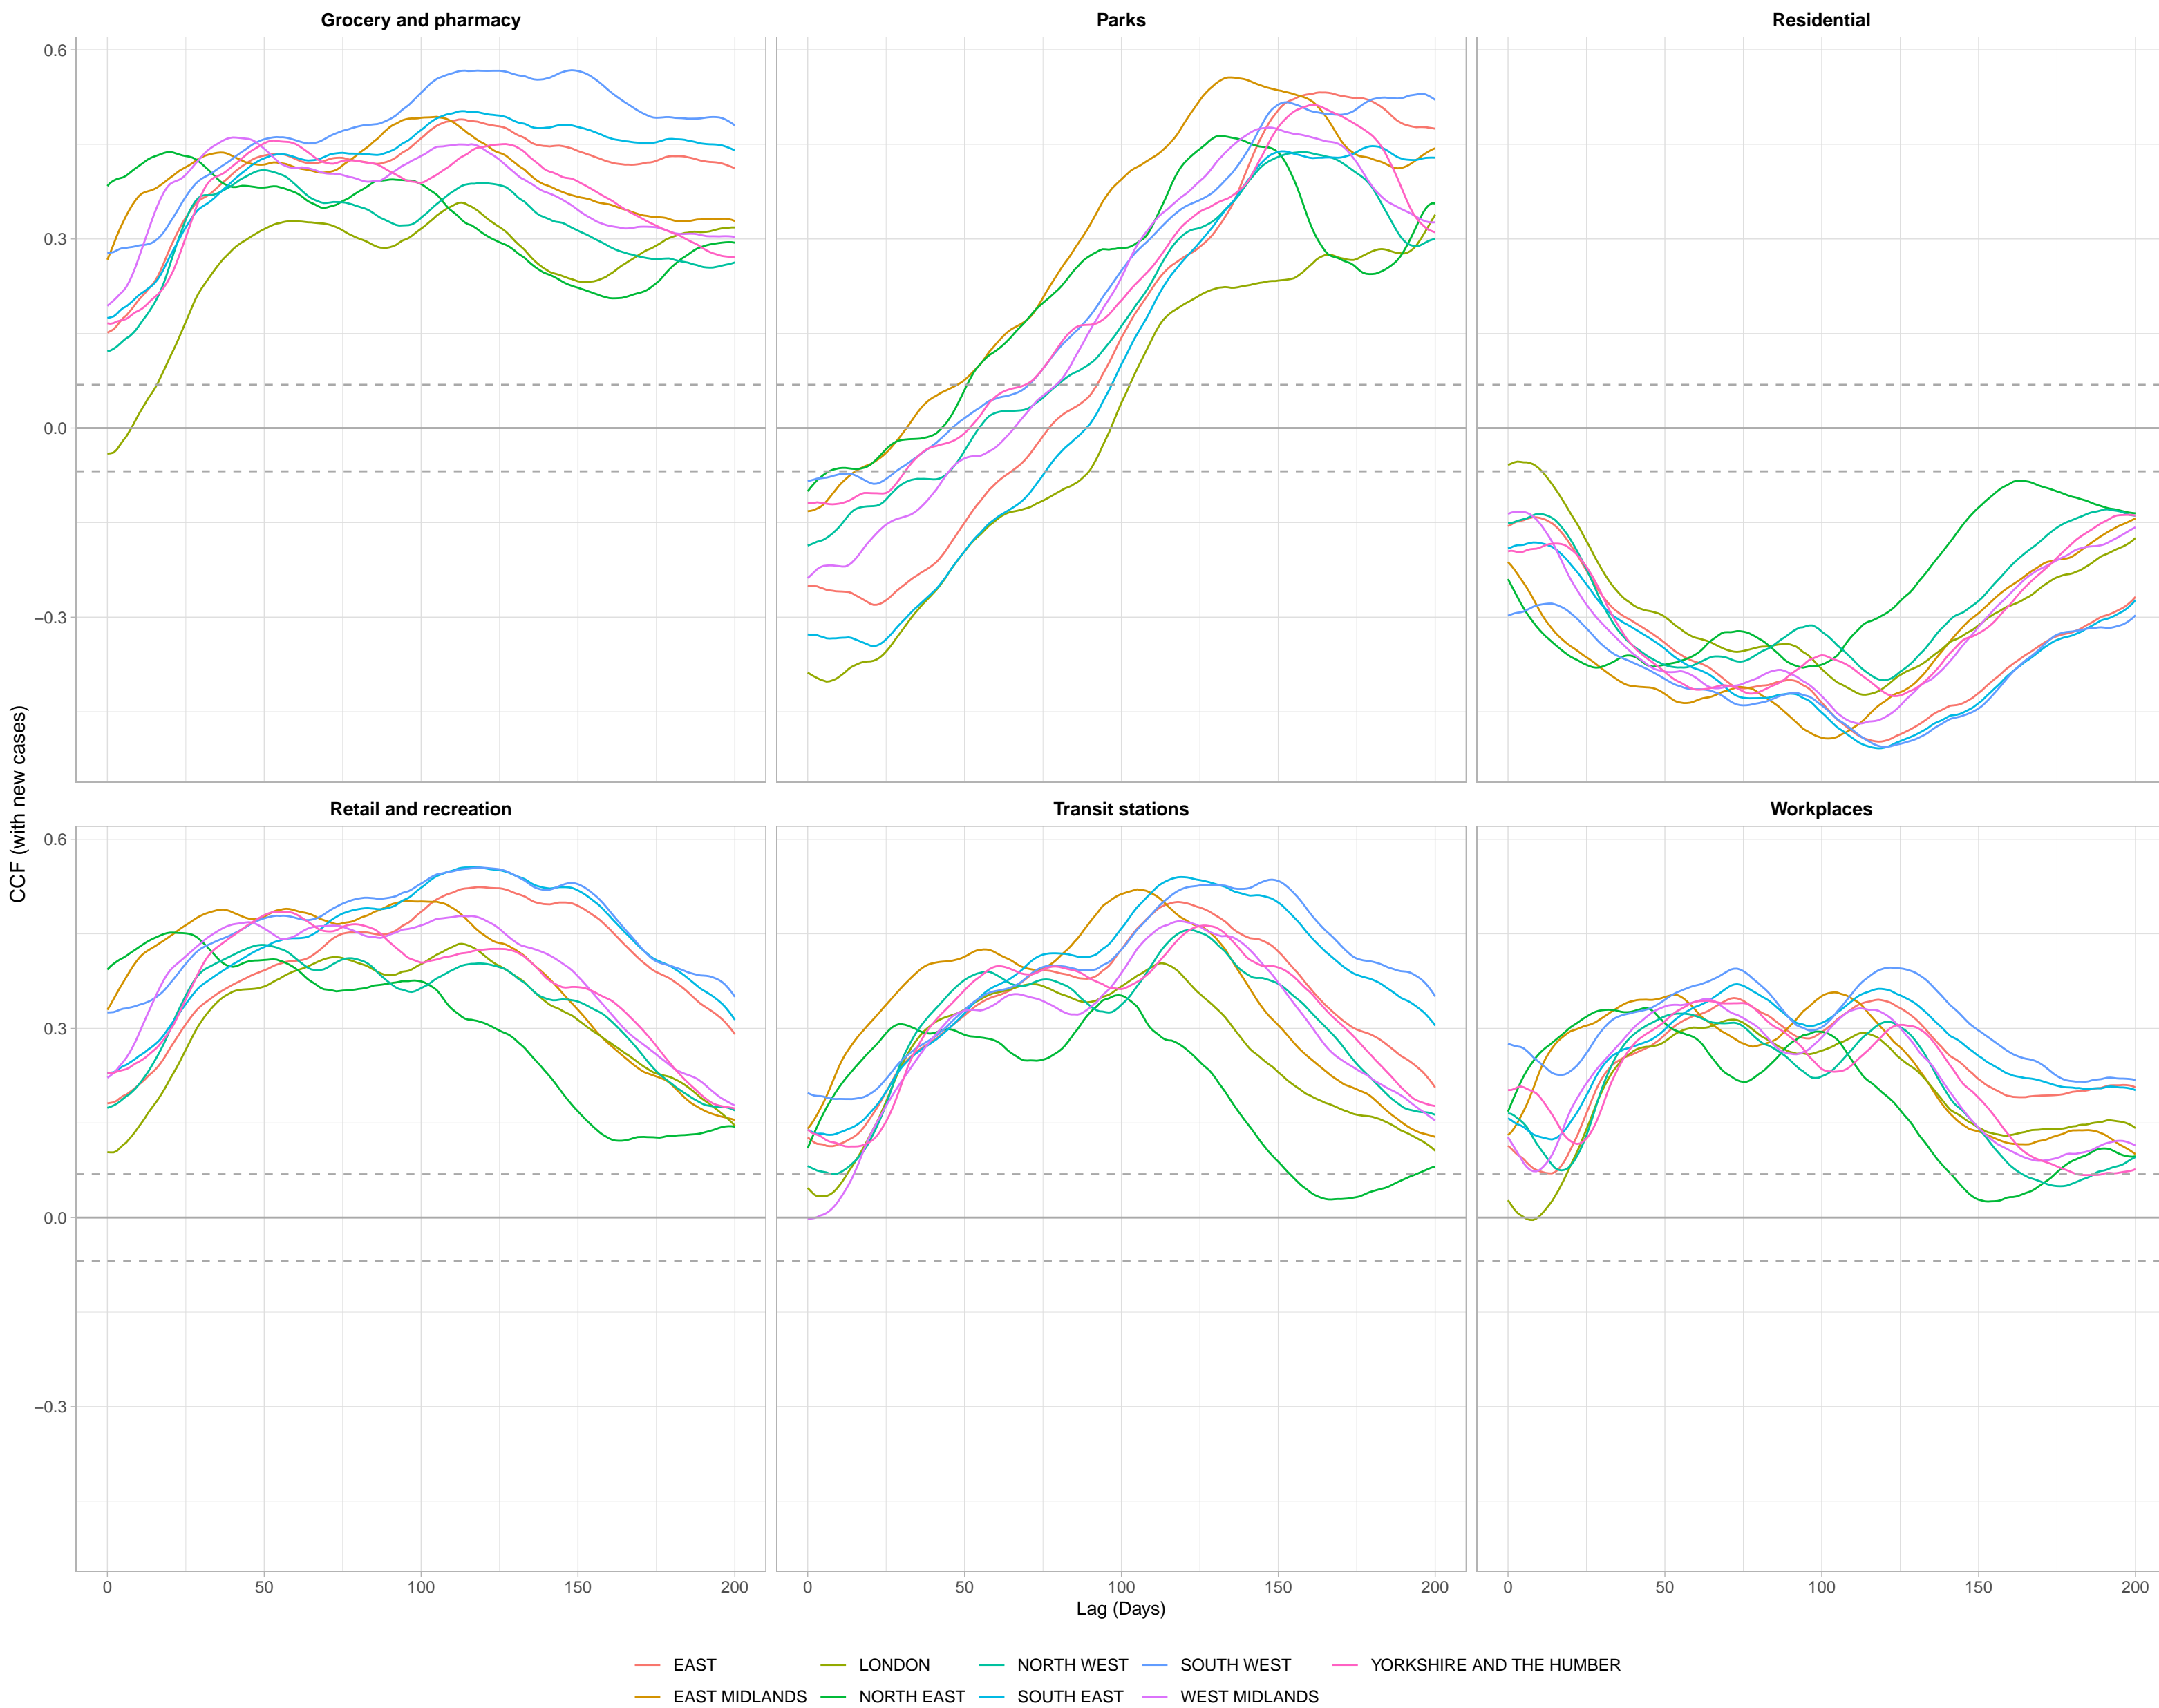 Grocery and pharmacy
Parks
Residential
0.6
0.3
0.0
−0.3
Retail and recreation
Transit stations
Workplaces
0.6
0.3
0.0
−0.3
CCF (with new cases)
0 50 100 150 200
0 50 100 150 200
0 50 100 150 200
Lag (Days)
EAST LONDON NORTH WEST SOUTH WEST YORKSHIRE AND THE HUMBER
EAST MIDLANDS NORTH EAST SOUTH EAST WEST MIDLANDS